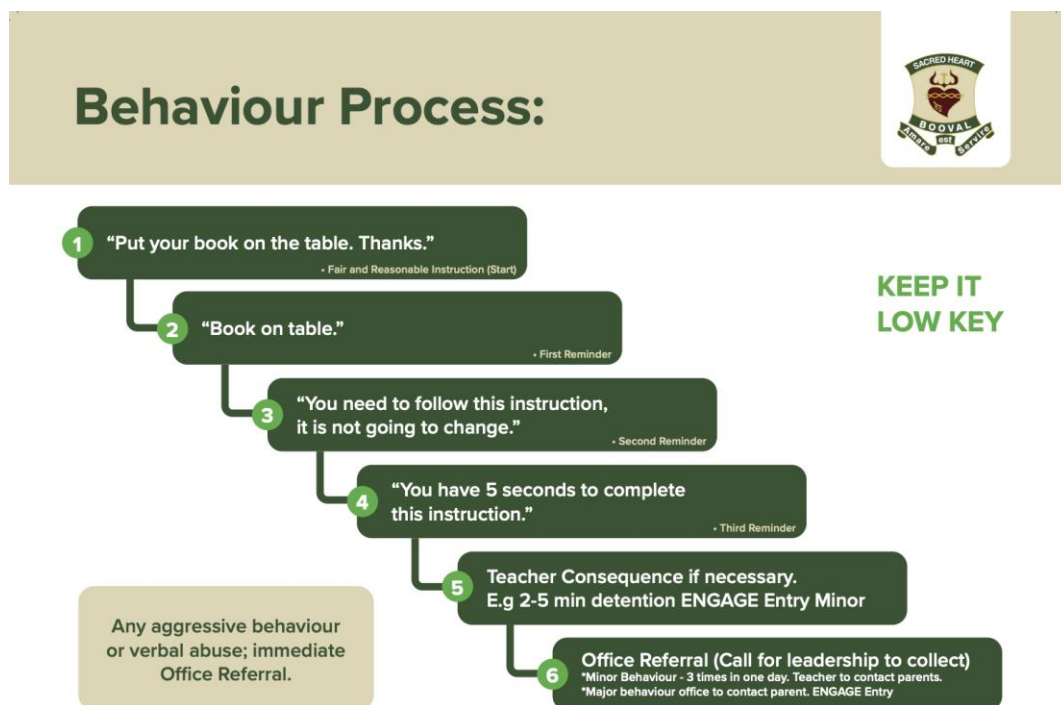 Behaviour Process:
SACRED HEART
BOOVAL
Amare est Servire
1
“Put your book on the table. Thanks.”
• Fair and Reasonable Instruction (Start)
KEEP IT
LOW KEY
2
“Book on table.”
• First Reminder
3
“You need to follow this instruction,
it is not going to change.”
• Second Reminder
4
“You have 5 seconds to complete
this instruction.”
• Third Reminder
5
Teacher Consequence if necessary.
E.g 2-5 min detention ENGAGE Entry Minor
Any aggressive behaviour
or verbal abuse; immediate
Office Referral.
6
Office Referral (Call for leadership to collect)
*Minor Behaviour - 3 times in one day. Teacher to contact parents.
*Major behaviour office to contact parent. ENGAGE Entry